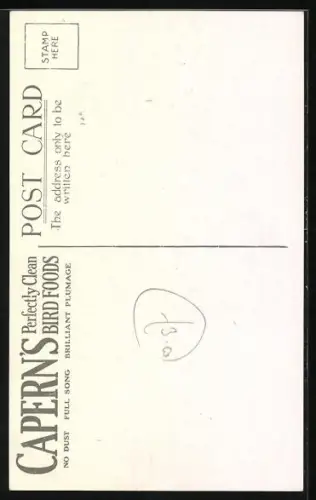 CAPERN'S Perfectly Clean
BIRD FOODS
NO DUST FULL SONG BRILLIANT PLUMAGE
POST CARD
The address only to be
written here
STAMP
HERE